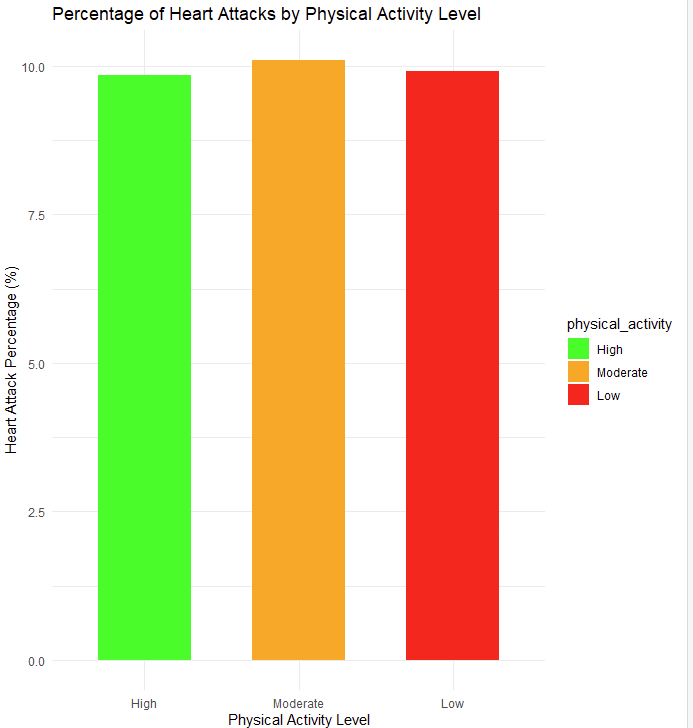 Percentage of Heart Attacks by Physical Activity Level
Heart Attack Percentage (%)
10.0
7.5
5.0
2.5
0.0
High
Moderate
Low
Physical Activity Level
physical_activity
High
Moderate
Low